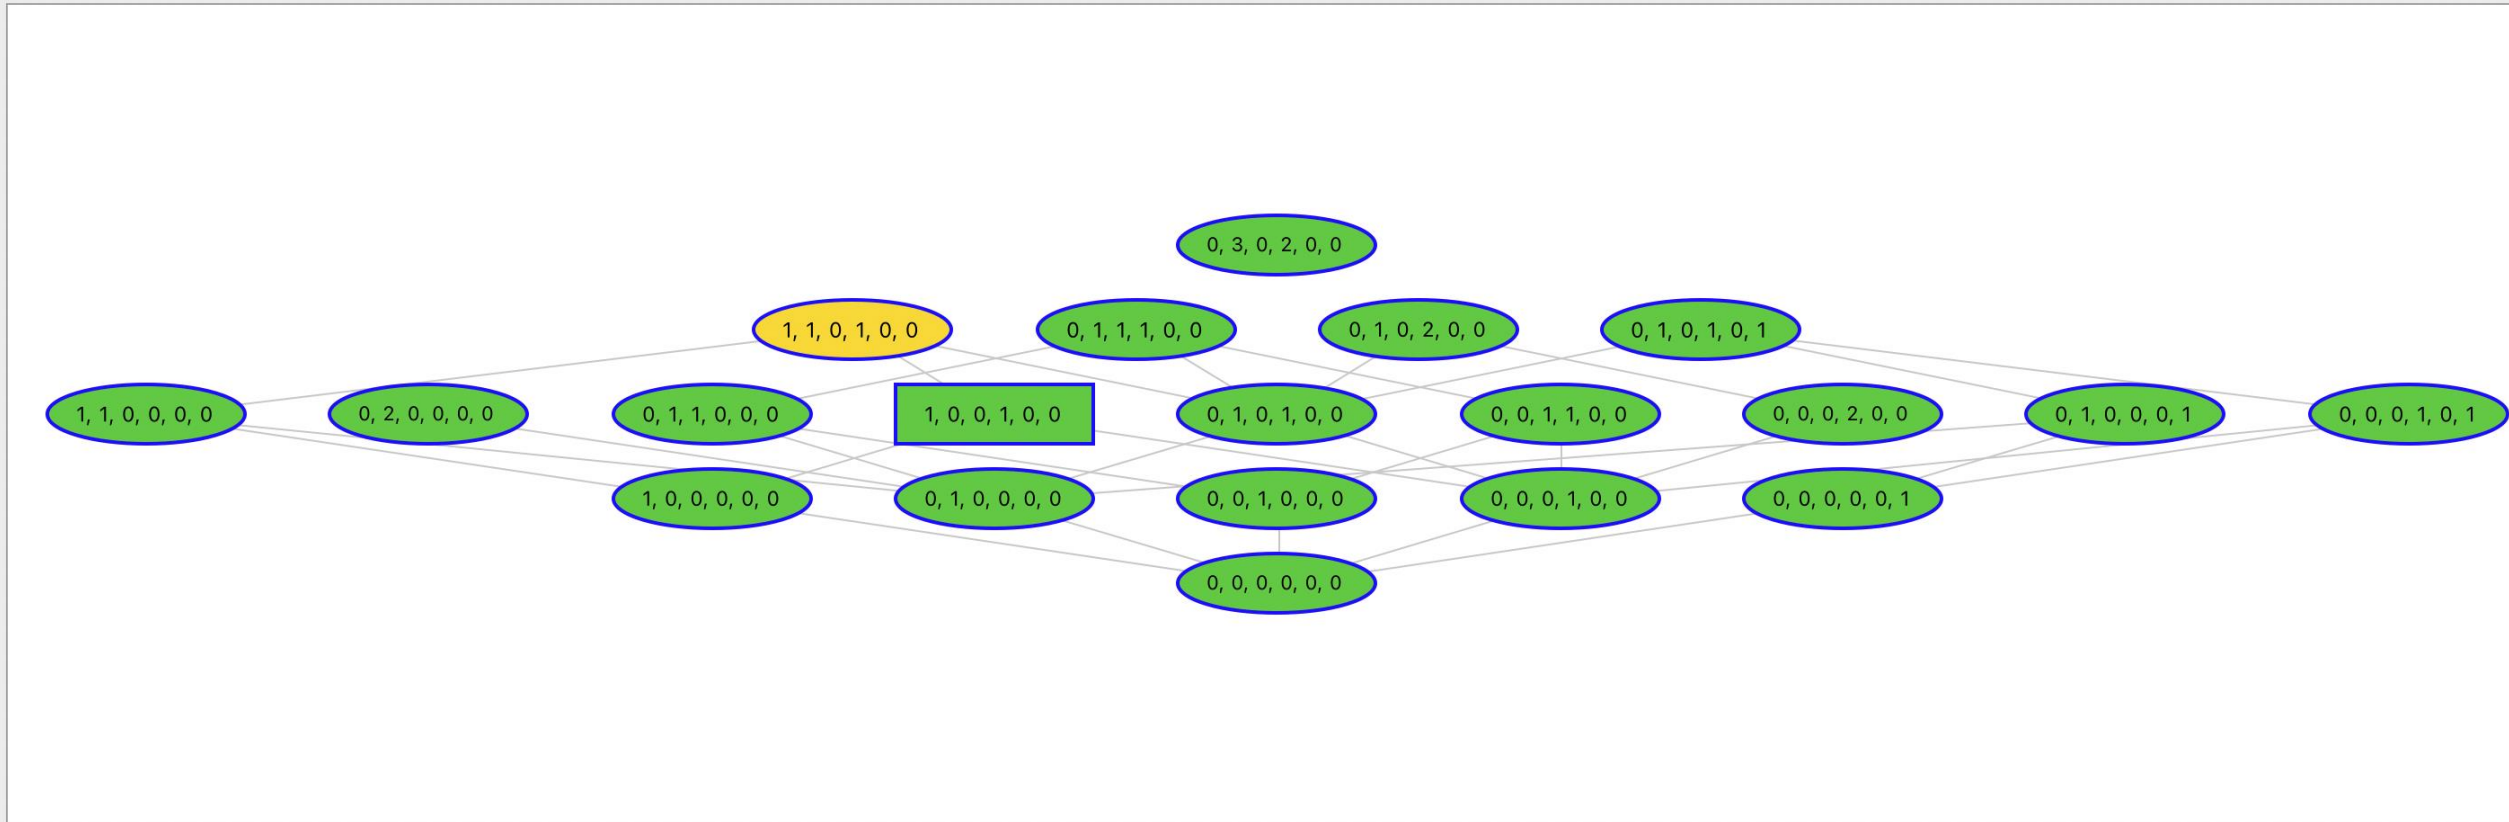 0, 3, 0, 2, 0, 0
1, 1, 0, 1, 0, 0
0, 1, 1, 1, 0, 0
0, 1, 0, 2, 0, 0
0, 1, 0, 1, 0, 1
1, 1, 0, 0, 0, 0
0, 2, 0, 0, 0, 0
0, 1, 1, 0, 0, 0
1, 0, 0, 1, 0, 0
0, 1, 0, 1, 0, 0
0, 0, 1, 1, 0, 0
0, 0, 0, 2, 0, 0
0, 1, 0, 0, 0, 1
0, 0, 0, 1, 0, 1
1, 0, 0, 0, 0, 0
0, 1, 0, 0, 0, 0
0, 0, 1, 0, 0, 0
0, 0, 0, 1, 0, 0
0, 0, 0, 0, 0, 1
0, 0, 0, 0, 0, 0